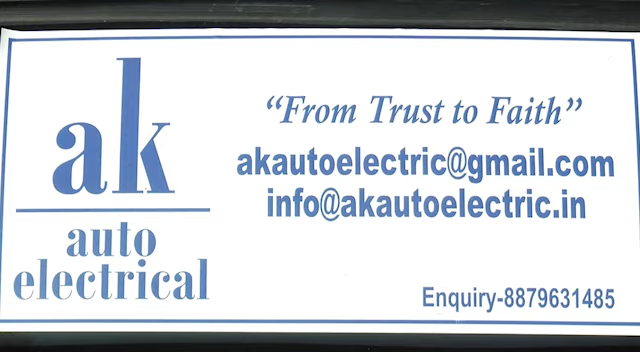 ak
auto
electrical
“From Trust to Faith”
akautoelectric@gmail.com
info@akautoelectric.in
Enquiry-8879631485